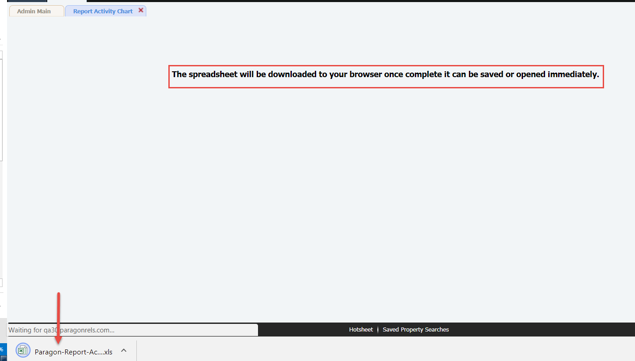 Admin Main Report Activity Chart
The spreadsheet will be downloaded to your browser once complete it can be saved or opened immediately.
Hotsheet | Saved Property Searches
Waiting for qa30.paragonrels.com...
Paragon-Report-Ac....xls